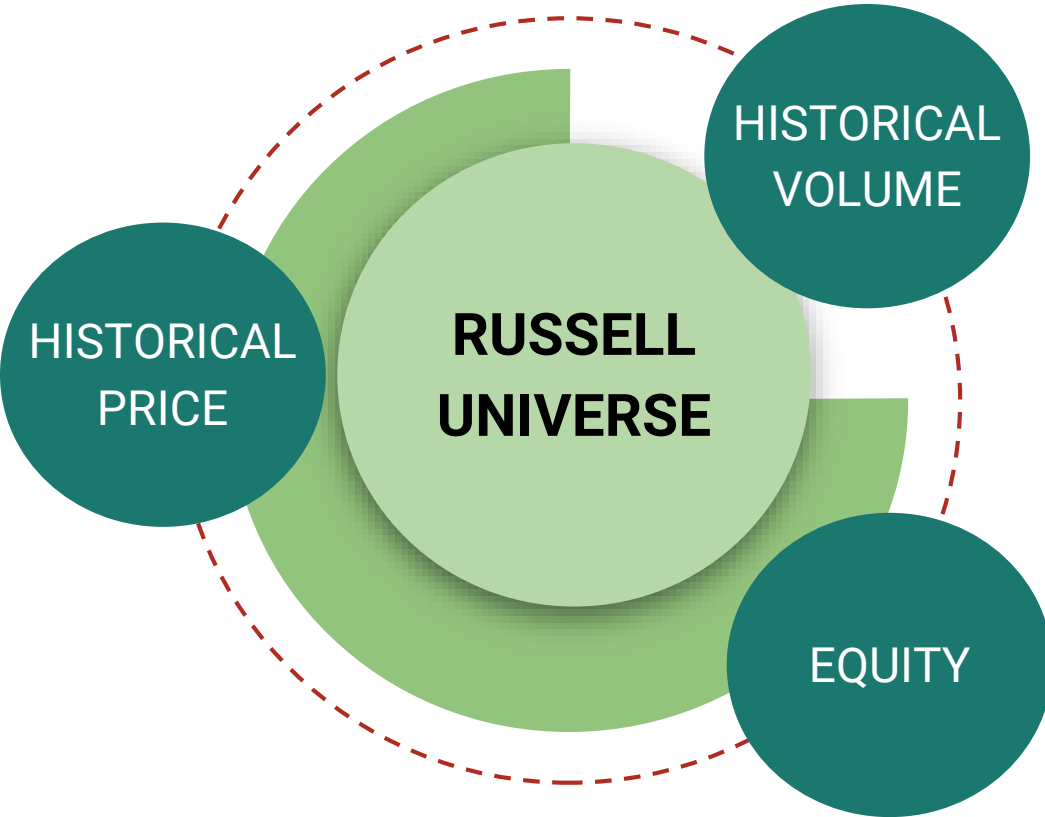 HISTORICAL
VOLUME
HISTORICAL
PRICE
RUSSELL
UNIVERSE
EQUITY